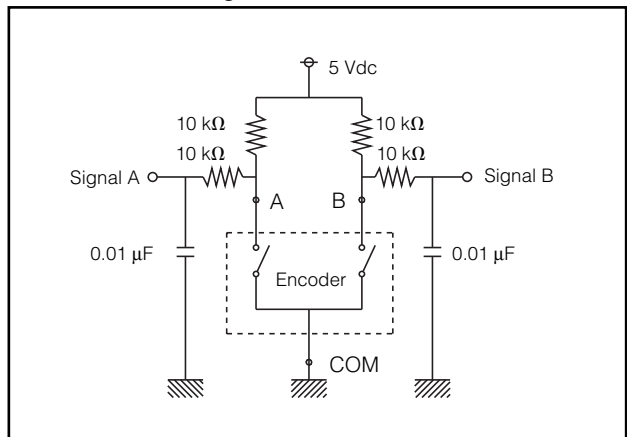 5 Vdc
10 kΩ 10 kΩ
10 kΩ 10 kΩ
Signal A Signal B
A B
0.01 μF 0.01 μF
Encoder
COM